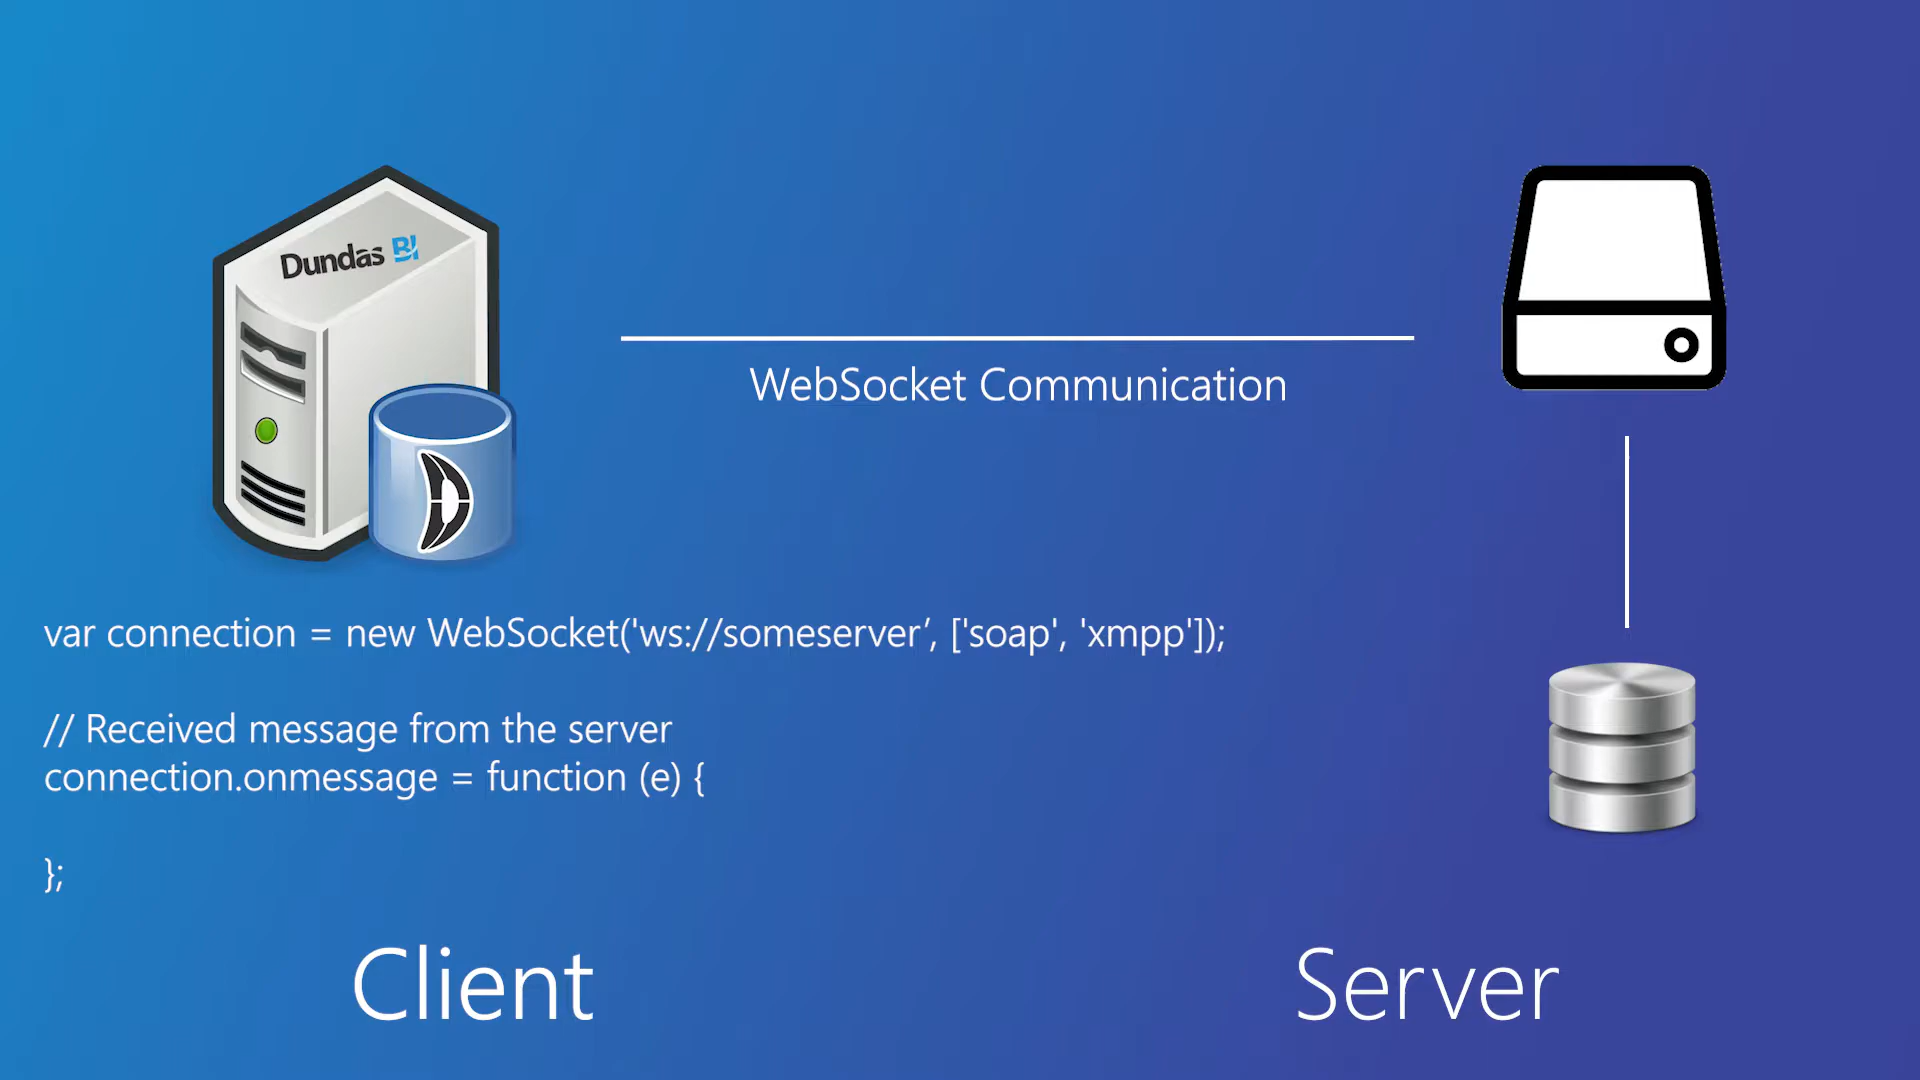 Dundas BI
WebSocket Communication
var connection = new WebSocket('ws://someserver’, ['soap', 'xmpp']);
// Received message from the server
connection.onmessage = function (e) {
};
Client
Server